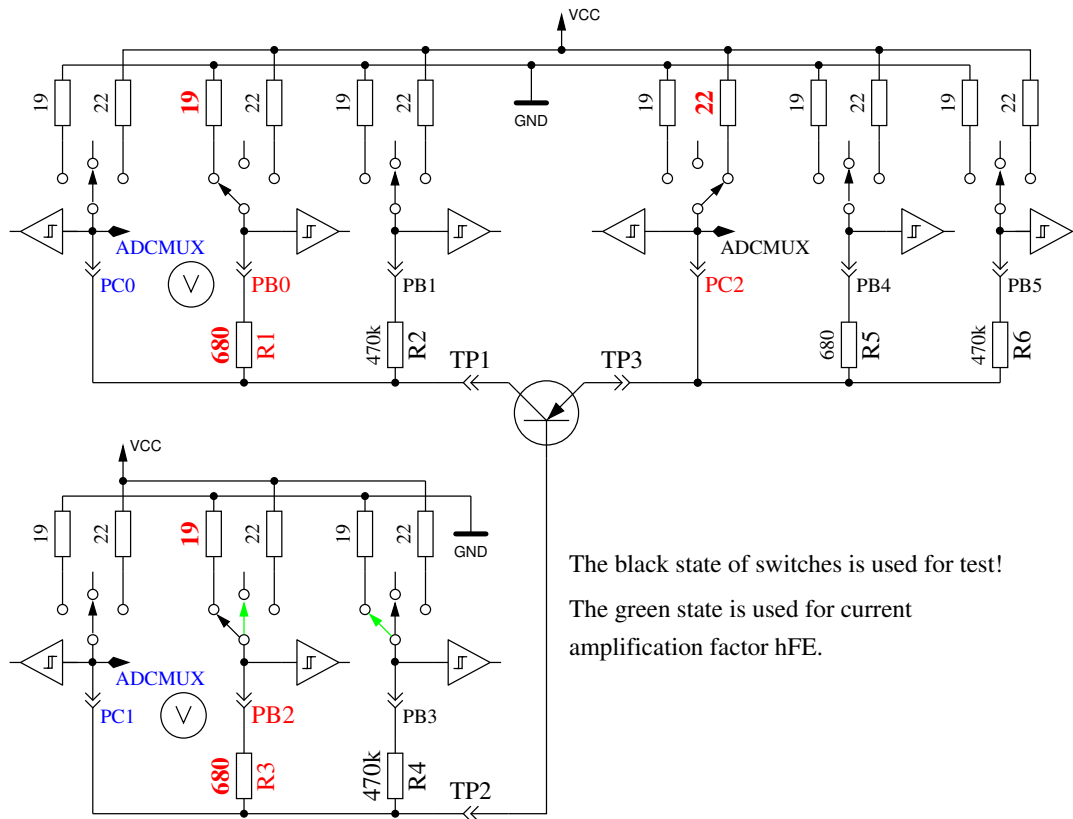 VCC
19
22
19
22
19
22
GND
19
22
19
22
19
22
ADCMUX
ADCMUX
PC0
V
PB0
PB1
PC2
PB4
PB5
680
R1
470k
R2
680
R5
470k
R6
TP1
TP3
VCC
19
22
19
22
19
22
GND
The black state of switches is used for test!
The green state is used for current
amplification factor hFE.
ADCMUX
PC1
V
PB2
PB3
680
R3
470k
R4
TP2